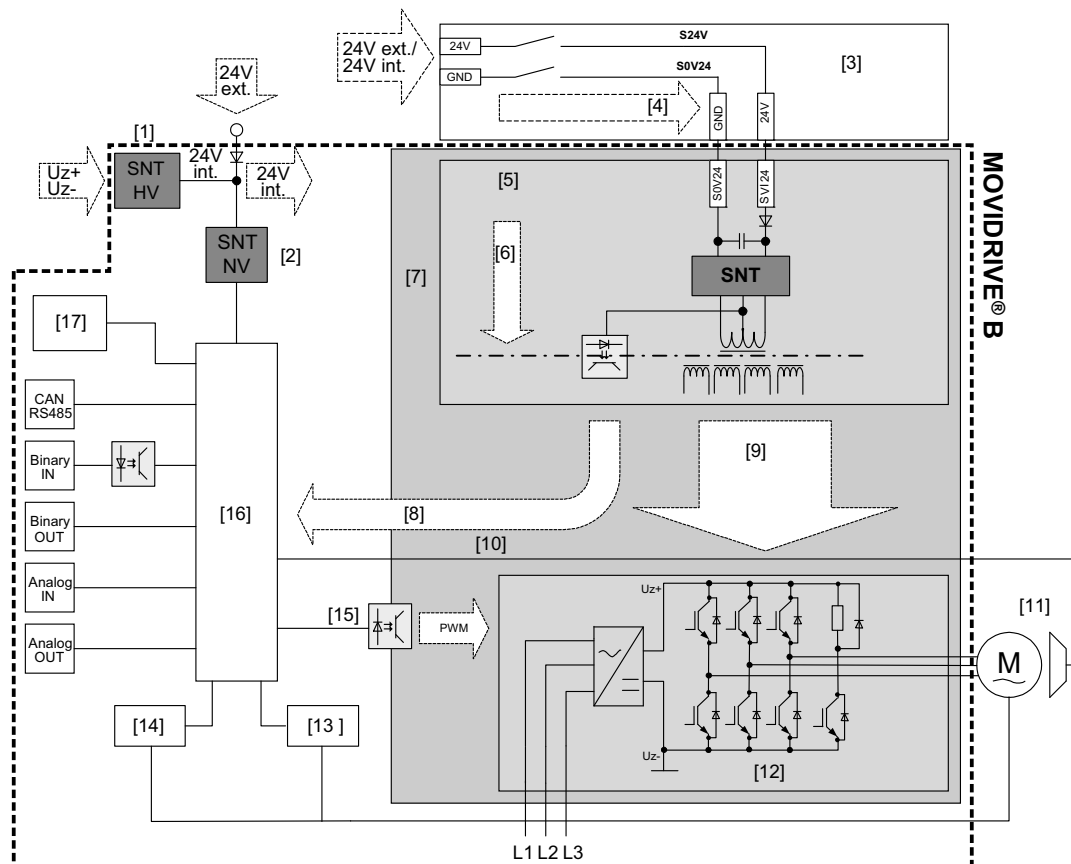 24V ext./
24V int.
24V
GND
S24V
S0V24
[3]
[4]
GND
24V
24V
ext.
[1]
Uz+
Uz-
SNT
HV
24V
int.
24V
int.
SNT
NV
[2]
[5]
S0V24
SVI24
[6]
[7]
SNT
MOVIDRIVE® B
[17]
CAN
RS485
Binary
IN
Binary
OUT
Analog
IN
Analog
OUT
[16]
[8]
[9]
[10]
[15]
PWM
Uz+
Uz-
[11]
M
[12]
[14]
[13 ]
L1 L2 L3